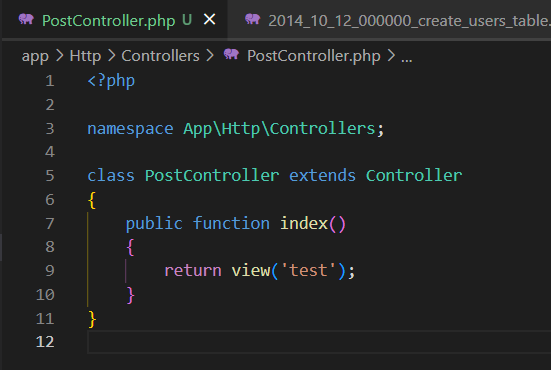 PostController.php U × 2014_10_12_000000_create_users_table.
app > Http > Controllers > PostController.php > ...
1 <?php
2
3 namespace App\Http\Controllers;
4
5 class PostController extends Controller
6 {
7     public function index()
8     {
9         return view('test');
10     }
11 }
12